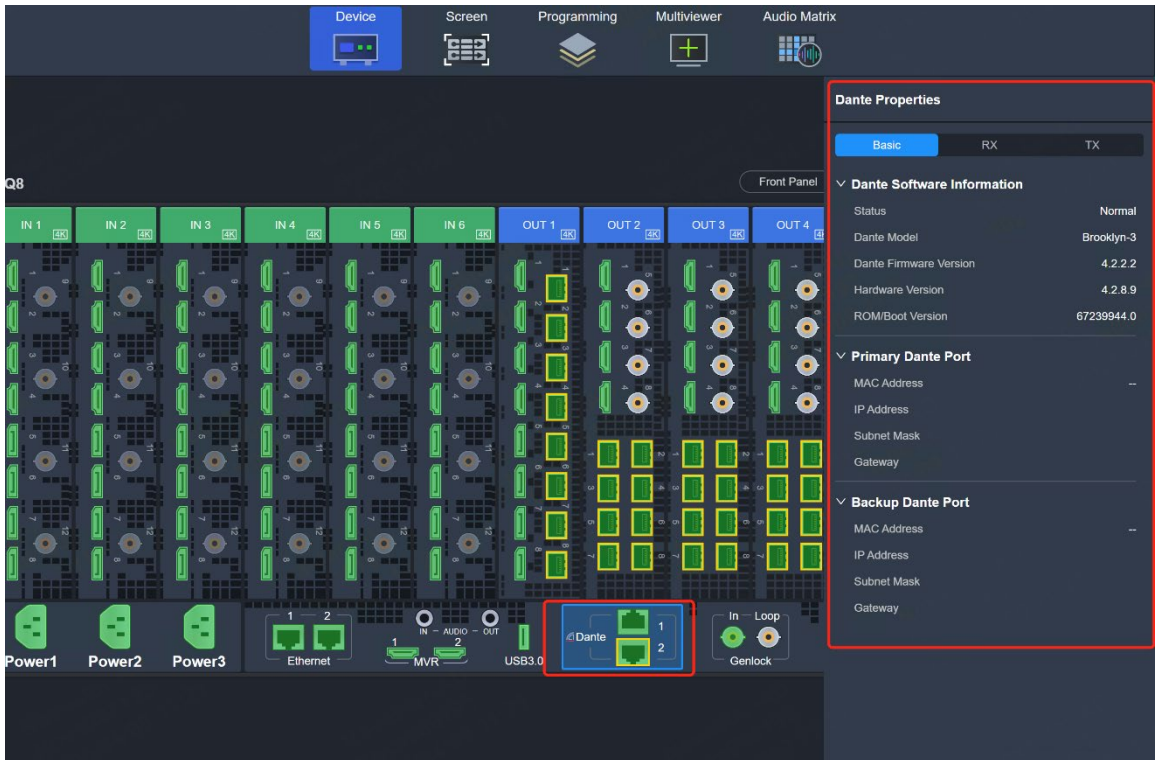 Device Screen Programming Multiviewer Audio Matrix
Dante Properties
Basic RX TX
Q8 Front Panel
IN 1 4K IN 2 4K IN 3 4K IN 4 4K IN 5 4K IN 6 4K OUT 1 4K OUT 2 4K OUT 3 4K OUT 4
Dante Software Information
Status Normal
Dante Model Brooklyn-3
Dante Firmware Version 4.2.2.2
Hardware Version 4.2.8.9
ROM/Boot Version 67239944.0
Primary Dante Port
MAC Address --
IP Address
Subnet Mask
Gateway
Backup Dante Port
MAC Address --
IP Address
Subnet Mask
Gateway
1 2 IN – AUDIO – OUT Dante 1 In Loop
1 2 2
Power1 Power2 Power3 Ethernet MVR USB3.0 Genlock